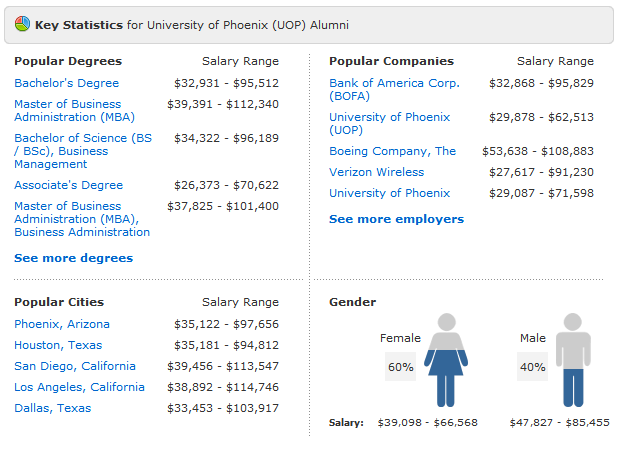 Key Statistics for University of Phoenix (UOP) Alumni
Popular Degrees Salary Range
Bachelor's Degree $32,931 - $95,512
Master of Business $39,391 - $112,340
Administration (MBA)
Bachelor of Science (BS $34,322 - $96,189
/ BSc), Business
Management
Associate's Degree $26,373 - $70,622
Master of Business $37,825 - $101,400
Administration (MBA),
Business Administration
See more degrees
Popular Companies Salary Range
Bank of America Corp. $32,868 - $95,829
(BOFA)
University of Phoenix $29,878 - $62,513
(UOP)
Boeing Company, The $53,638 - $108,883
Verizon Wireless $27,617 - $91,230
University of Phoenix $29,087 - $71,598
See more employers
Popular Cities Salary Range
Phoenix, Arizona $35,122 - $97,656
Houston, Texas $35,181 - $94,812
San Diego, California $39,456 - $113,547
Los Angeles, California $38,892 - $114,746
Dallas, Texas $33,453 - $103,917
Gender
Female Male
60% 40%
Salary: $39,098 - $66,568 $47,827 - $85,455